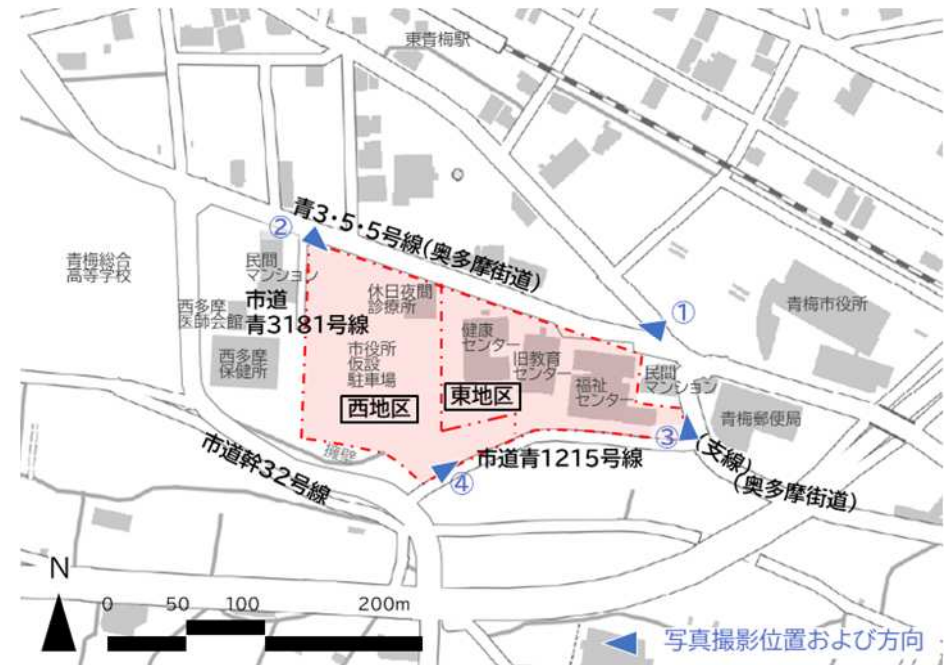 東青梅駅
②
青3・5・5号線(奥多摩街道)
青梅総合
高等学校
民間
マンション
市道
青3181号線
西多摩
医師会館
西多摩
保健所
休日夜間
診療所
市役所
仮設
駐車場
西地区
健康
センター
旧教育
センター
東地区
福祉
センター
①
青梅市役所
民間
マンション
青梅郵便局
③
(支線)
(奥多摩街道)
擁壁
市道幹32号線
市道青1215号線
④
N
0 50 100 200m
写真撮影位置および方向